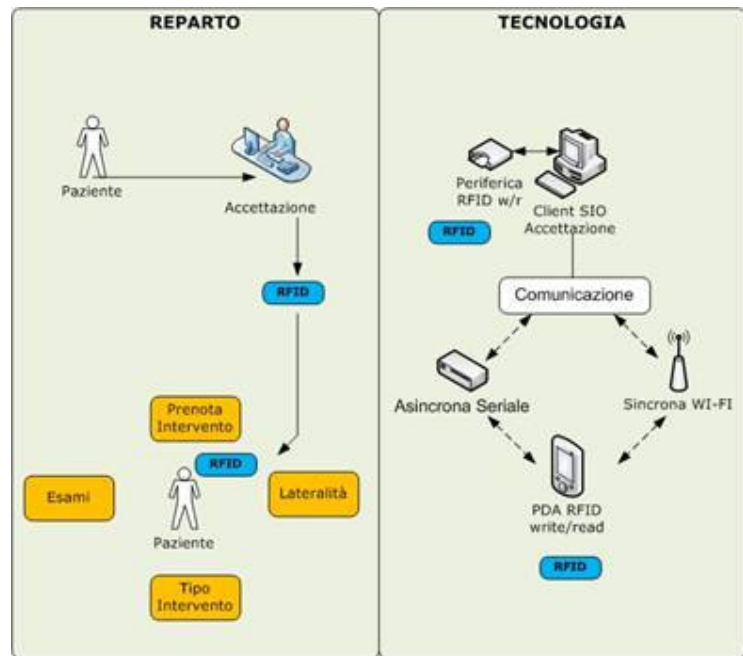 REPARTO
Paziente
Accettazione
RFID
Prenota
Intervento
RFID
Esami
Lateralità
Paziente
Tipo
Intervento
TECNOLOGIA
Periferica
RFID w/r
Client SIO
Accettazione
RFID
Comunicazione
Asincrona Seriale
Sincrona WI-FI
PDA RFID
write/read
RFID